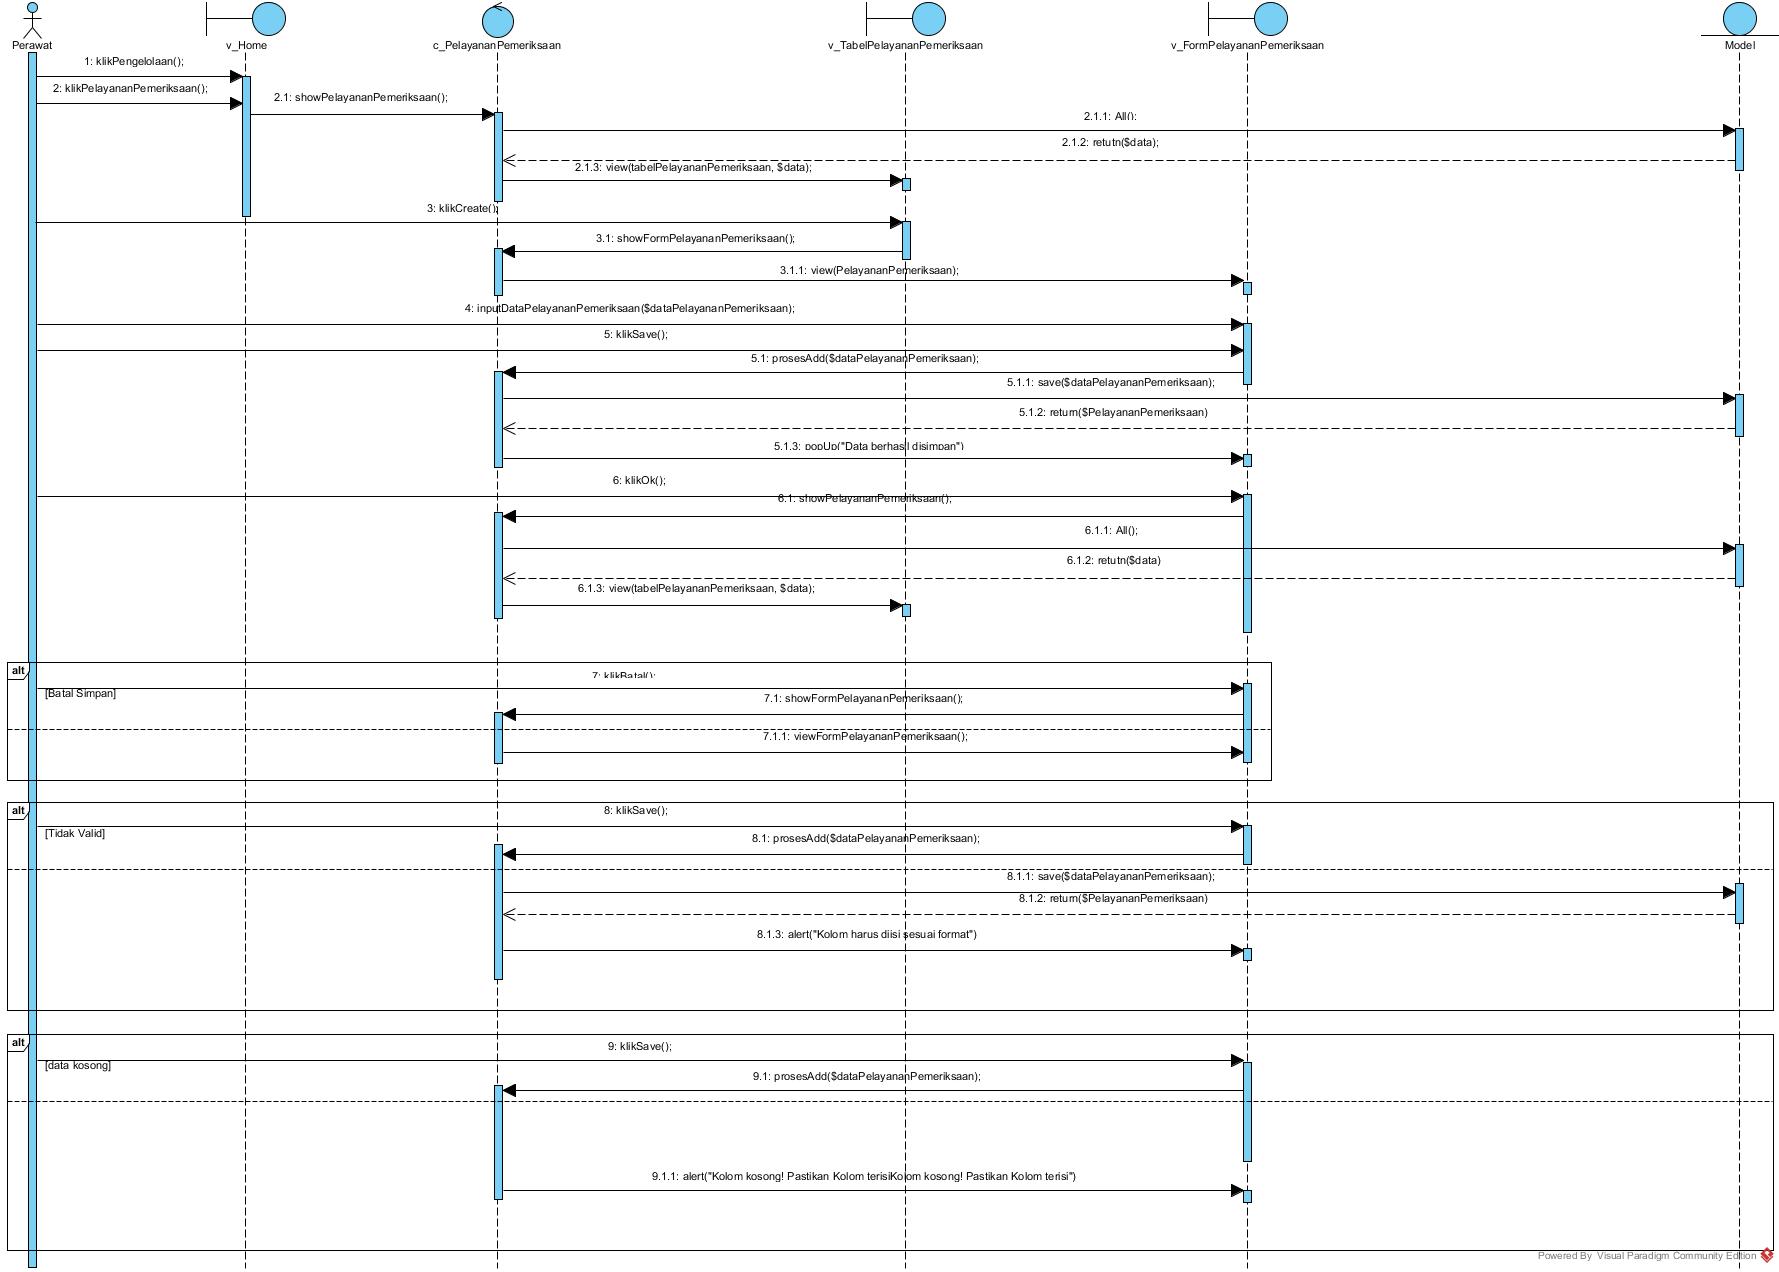 Perawat
v_Home
c_PelayananPemeriksaan
v_TabelPelayananPemeriksaan
v_FormPelayananPemeriksaan
Model
1: klikPengelolaan();
2: klikPelayananPemeriksaan();
2.1: showPelayananPemeriksaan();
2.1.1: All();
2.1.2: retutn($data);
2.1.3: view(tabelPelayananPemeriksaan, $data);
3: klikCreate();
3.1: showFormPelayananPemeriksaan();
3.1.1: view(PelayananPemeriksaan);
4: inputDataPelayananPemeriksaan($dataPelayananPemeriksaan);
5: klikSave();
5.1: prosesAdd($dataPelayananPemeriksaan);
5.1.1: save($dataPelayananPemeriksaan);
5.1.2: return($PelayananPemeriksaan)
5.1.3: popUp("Data berhasil disimpan")
6: klikOk();
6.1: showPelayananPemeriksaan();
6.1.1: All();
6.1.2: retutn($data)
6.1.3: view(tabelPelayananPemeriksaan, $data);
alt
7: klikBatal();
[Batal Simpan]
7.1: showFormPelayananPemeriksaan();
7.1.1: viewFormPelayananPemeriksaan();
alt
8: klikSave();
[Tidak Valid]
8.1: prosesAdd($dataPelayananPemeriksaan);
8.1.1: save($dataPelayananPemeriksaan);
8.1.2: return($PelayananPemeriksaan)
8.1.3: alert("Kolom harus diisi sesuai format")
alt
9: klikSave();
[data kosong]
9.1: prosesAdd($dataPelayananPemeriksaan);
9.1.1: alert("Kolom kosong! Pastikan Kolom terisiKolom kosong! Pastikan Kolom terisi")
Powered By Visual Paradigm Community Edition